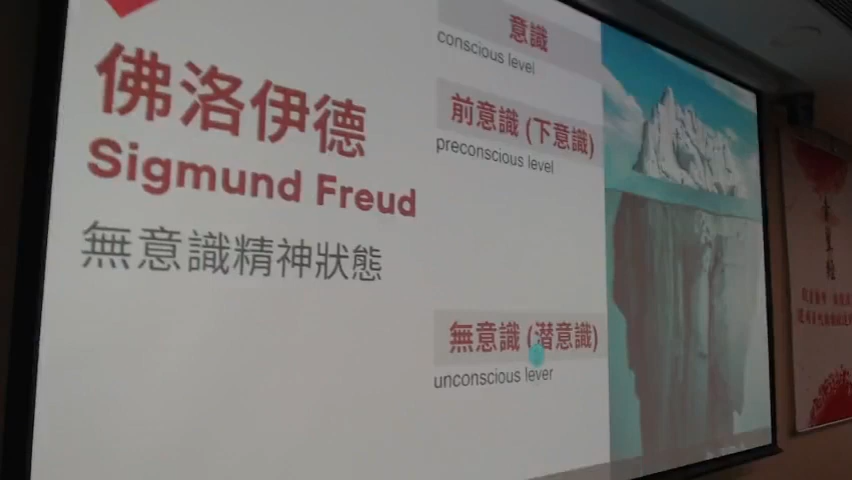 佛洛伊德
Sigmund Freud
無意識精神狀態
意識
conscious level
前意識 (下意識)
preconscious level
無意識 (潛意識)
unconscious lever